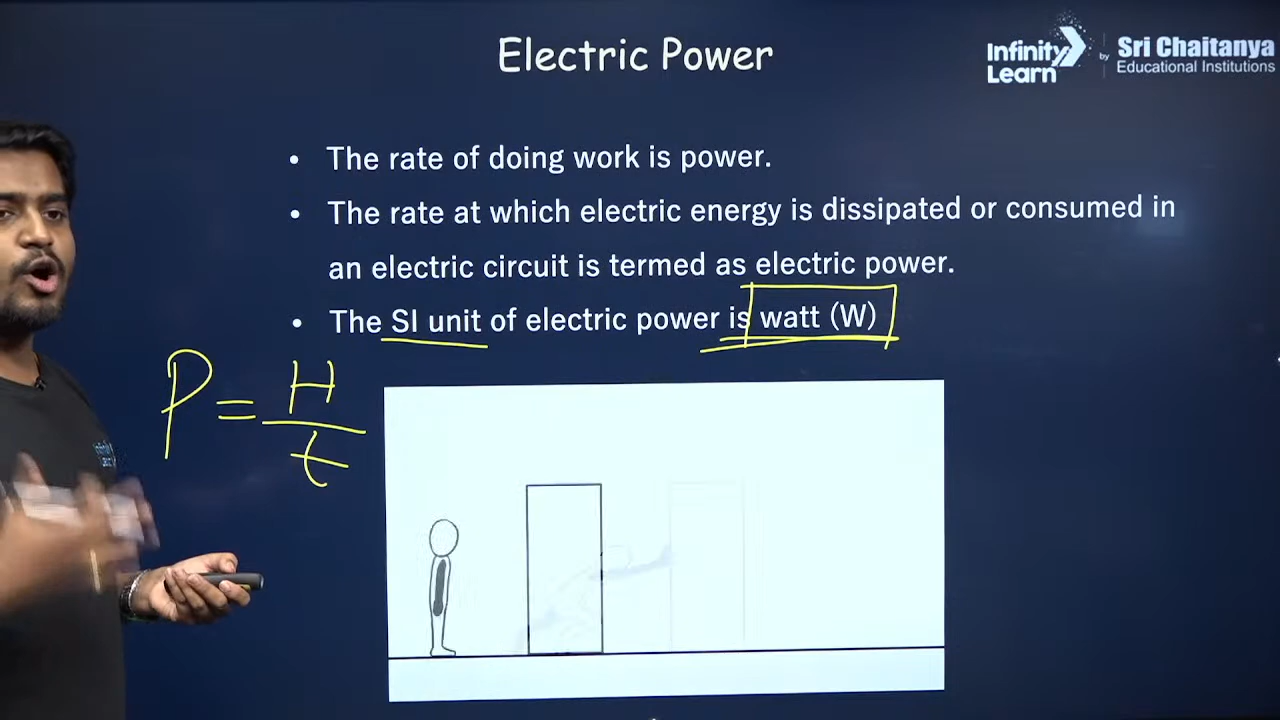 Electric Power
Infinity
Learn
by
Sri Chaitanya
Educational Institutions
• The rate of doing work is power.
• The rate at which electric energy is dissipated or consumed in
an electric circuit is termed as electric power.
• The SI unit of electric power is watt (W)
P = H
t